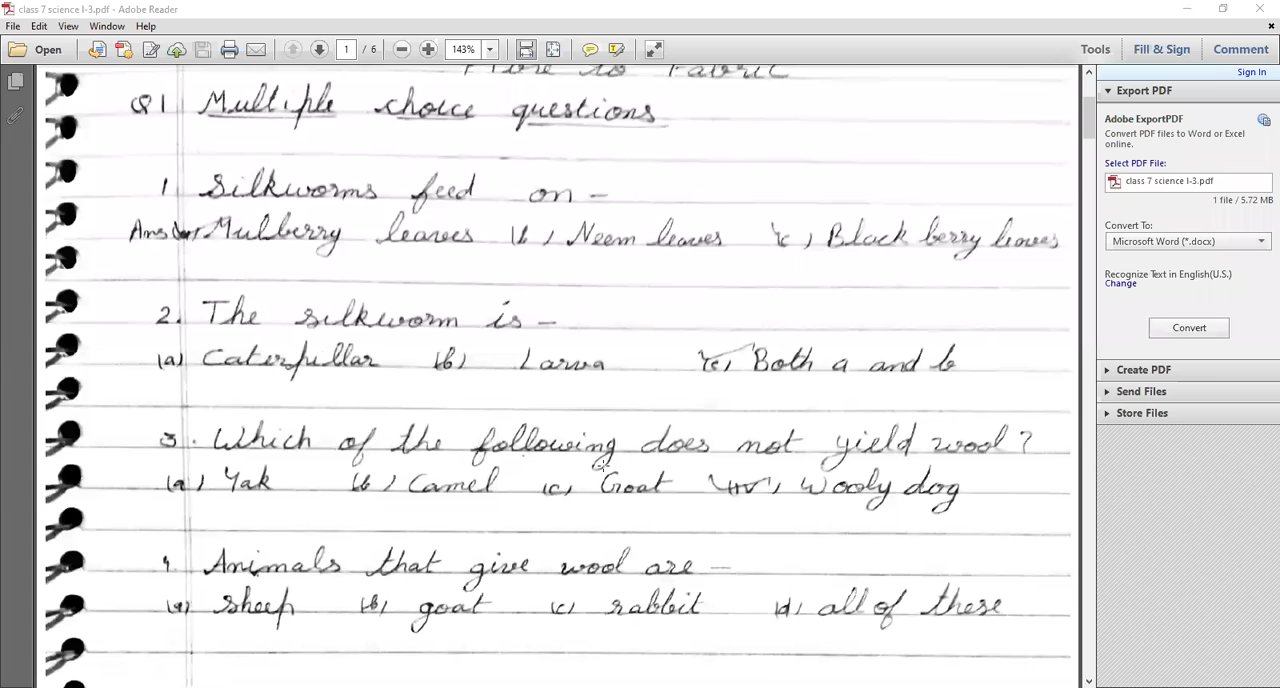 class 7 science I-3.pdf - Adobe Reader
File Edit View Window Help
Open 1 / 6 143% Tools Fill & Sign Comment
Sign In
Export PDF
Adobe ExportPDF
Convert PDF files to Word or Excel
online.
Select PDF File:
class 7 science I-3.pdf
1 file / 5.72 MB
Convert To:
Microsoft Word (*.docx)
Recognize Text in English(U.S.)
Change
Convert
Create PDF
Send Files
Store Files
Fibre to Fabric
Q1 Multiple choice questions
1 Silkworms feed on -
Ans Mulberry leaves (b) Neem leaves (c) Black berry leaves
2. The silkworm is -
(a) Caterpillar (b) Larva (c) Both a and b
3. Which of the following does not yield wool?
(a) Yak (b) Camel (c) Goat Wooly dog
4. Animals that give wool are -
(a) sheep (b) goat (c) rabbit (d) all of these